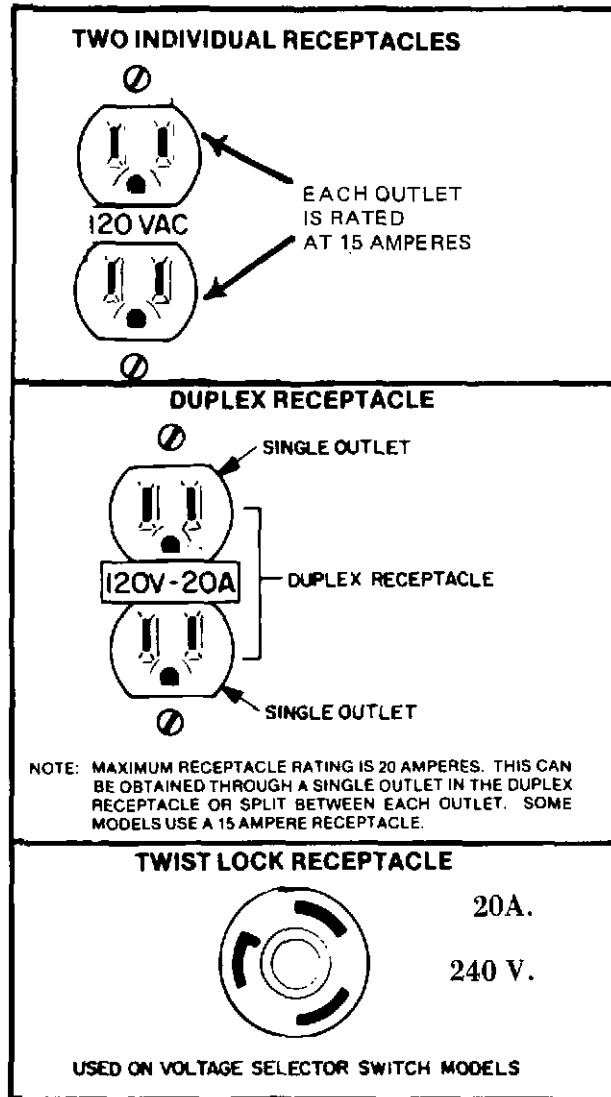 TWO INDIVIDUAL RECEPTACLES
EACH OUTLET
IS RATED
AT 15 AMPERES
120 VAC
DUPLEX RECEPTACLE
SINGLE OUTLET
120V-20A
DUPLEX RECEPTACLE
SINGLE OUTLET
NOTE: MAXIMUM RECEPTACLE RATING IS 20 AMPERES. THIS CAN
BE OBTAINED THROUGH A SINGLE OUTLET IN THE DUPLEX
RECEPTACLE OR SPLIT BETWEEN EACH OUTLET. SOME
MODELS USE A 15 AMPERE RECEPTACLE.
TWIST LOCK RECEPTACLE
20A.
240 V.
USED ON VOLTAGE SELECTOR SWITCH MODELS